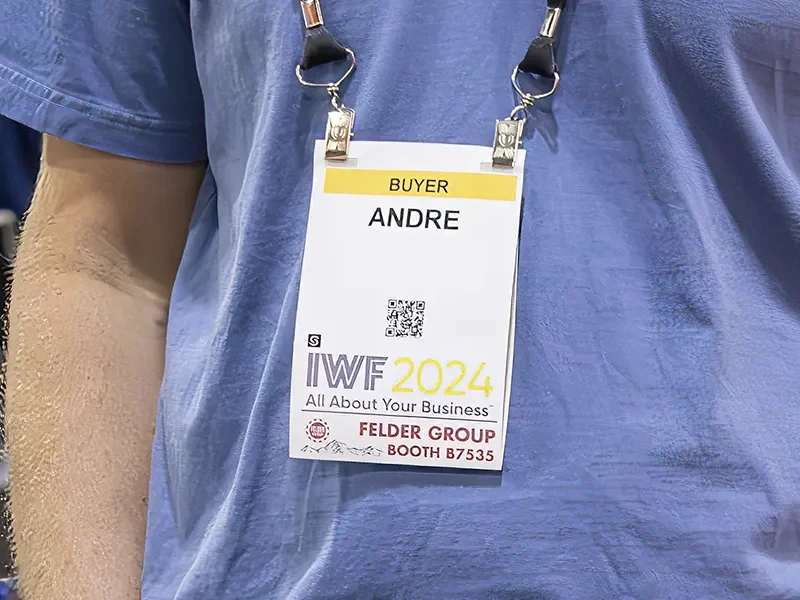 BUYER
ANDRE
S
IWF 2024
All About Your Business
FELDER GROUP
BOOTH B7535